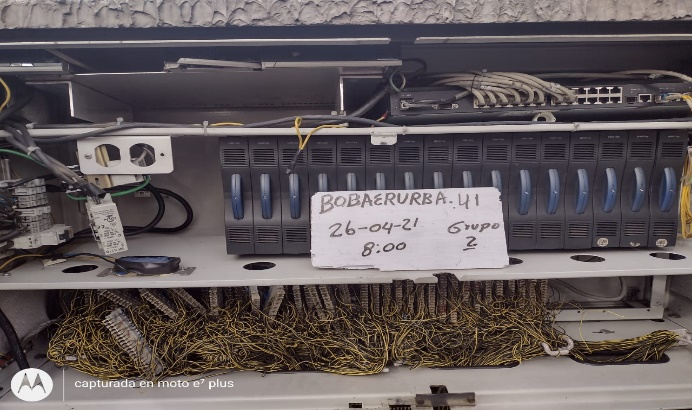 BOBAERURBA.41
26-04-21 Grupo
8:00 2
capturada en moto e⁷ plus